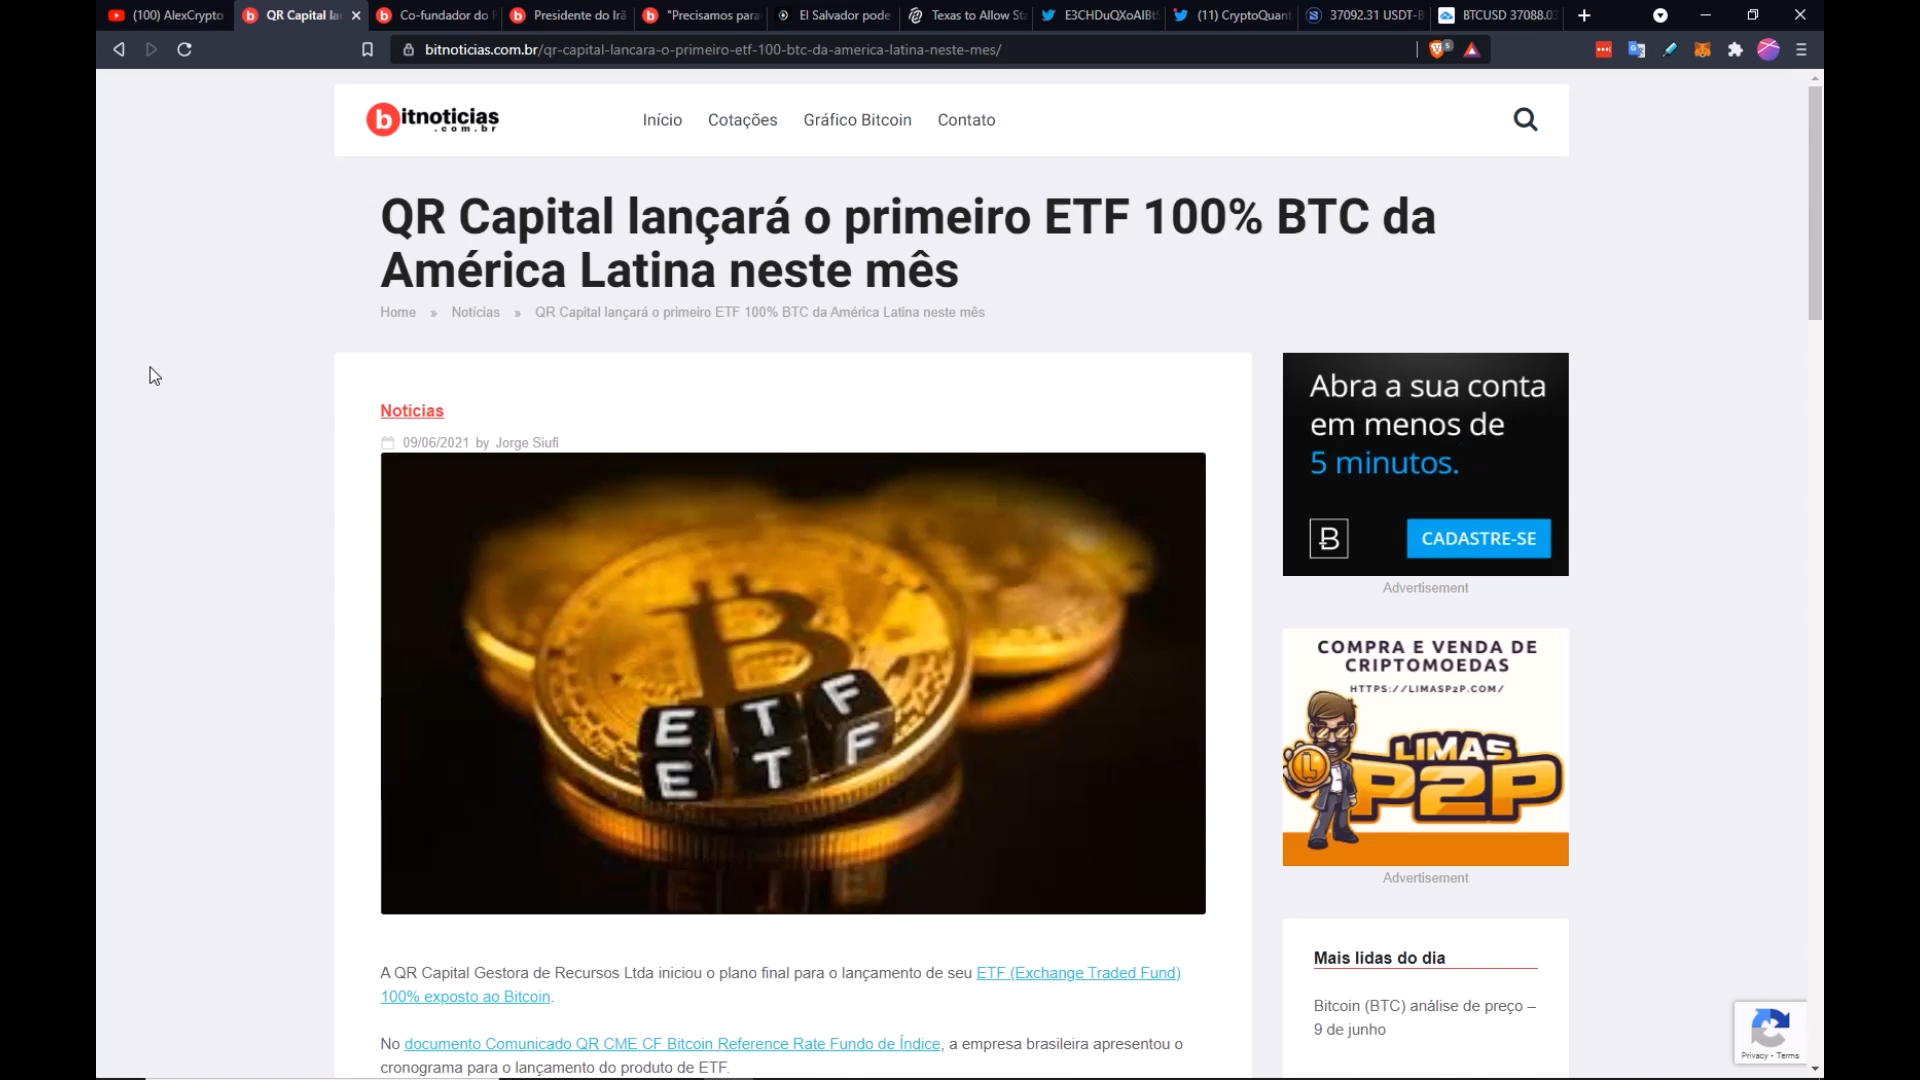 (100) AlexCrypto
QR Capital la
Co-fundador do
Presidente do Irã
"Precisamos para
El Salvador pode
Texas to Allow St
E3CHDuQXoAIBt
(11) CryptoQuant
37092.31 USDT-B
BTCUSD 37088.03
bitnoticias.com.br/qr-capital-lancara-o-primeiro-etf-100-btc-da-america-latina-neste-mes/
bitnoticias
.com.br
Início
Cotações
Gráfico Bitcoin
Contato
QR Capital lançará o primeiro ETF 100% BTC da
América Latina neste mês
Home » Notícias » QR Capital lançará o primeiro ETF 100% BTC da América Latina neste mês
Notícias
09/06/2021 by Jorge Siufi
E T F
E T F
A QR Capital Gestora de Recursos Ltda iniciou o plano final para o lançamento de seu ETF (Exchange Traded Fund)
100% exposto ao Bitcoin.
No documento Comunicado QR CME CF Bitcoin Reference Rate Fundo de Índice, a empresa brasileira apresentou o
cronograma para o lançamento do produto de ETF.
Abra a sua conta
em menos de
5 minutos.
CADASTRE-SE
Advertisement
COMPRA E VENDA DE
CRIPTOMOEDAS
HTTPS://LIMASP2P.COM/
LIMAS
P2P
Advertisement
Mais lidas do dia
Bitcoin (BTC) análise de preço –
9 de junho
Privacy - Terms